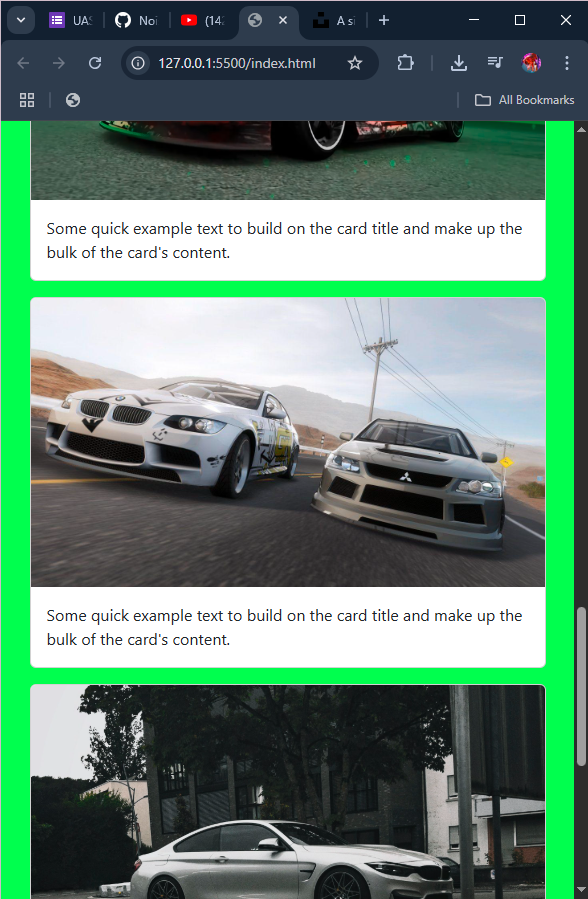 UAS
Noi
(14
A si
127.0.0.1:5500/index.html
All Bookmarks
Some quick example text to build on the card title and make up the
bulk of the card's content.
Some quick example text to build on the card title and make up the
bulk of the card's content.